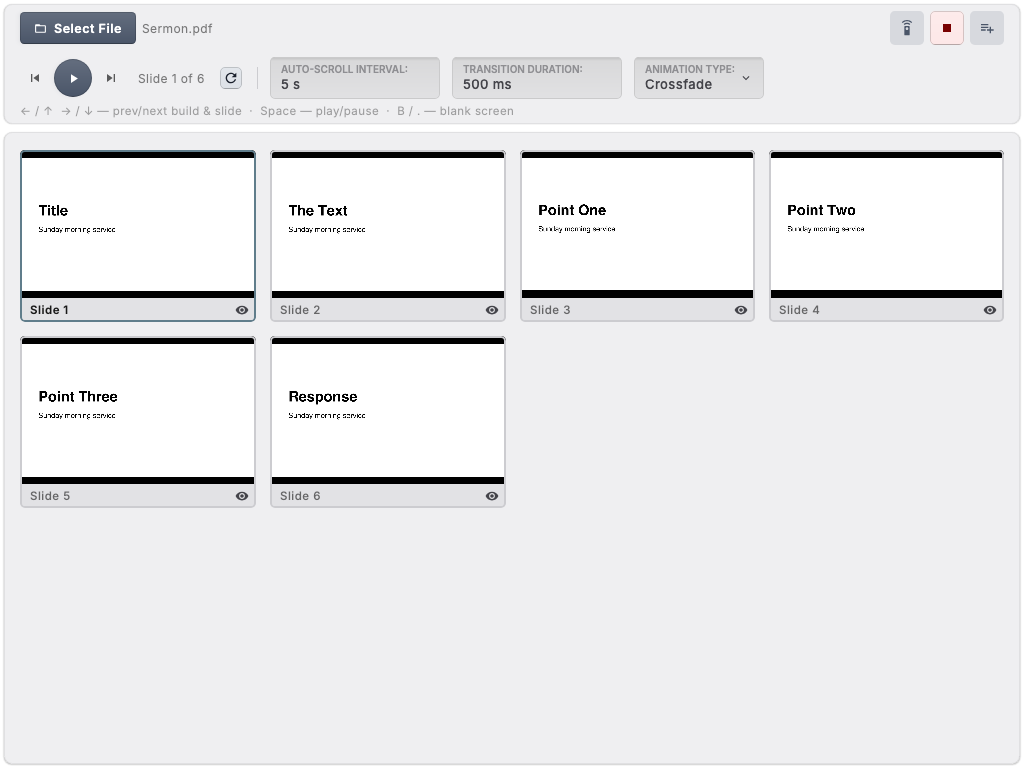 Select File Sermon.pdf
Slide 1 of 6
AUTO-SCROLL INTERVAL:
5 s
TRANSITION DURATION:
500 ms
ANIMATION TYPE:
Crossfade
← / ↑ → / ↓ — prev/next build & slide · Space — play/pause · B / . — blank screen
Title
Sunday morning service
Slide 1
The Text
Sunday morning service
Slide 2
Point One
Sunday morning service
Slide 3
Point Two
Sunday morning service
Slide 4
Point Three
Sunday morning service
Slide 5
Response
Sunday morning service
Slide 6